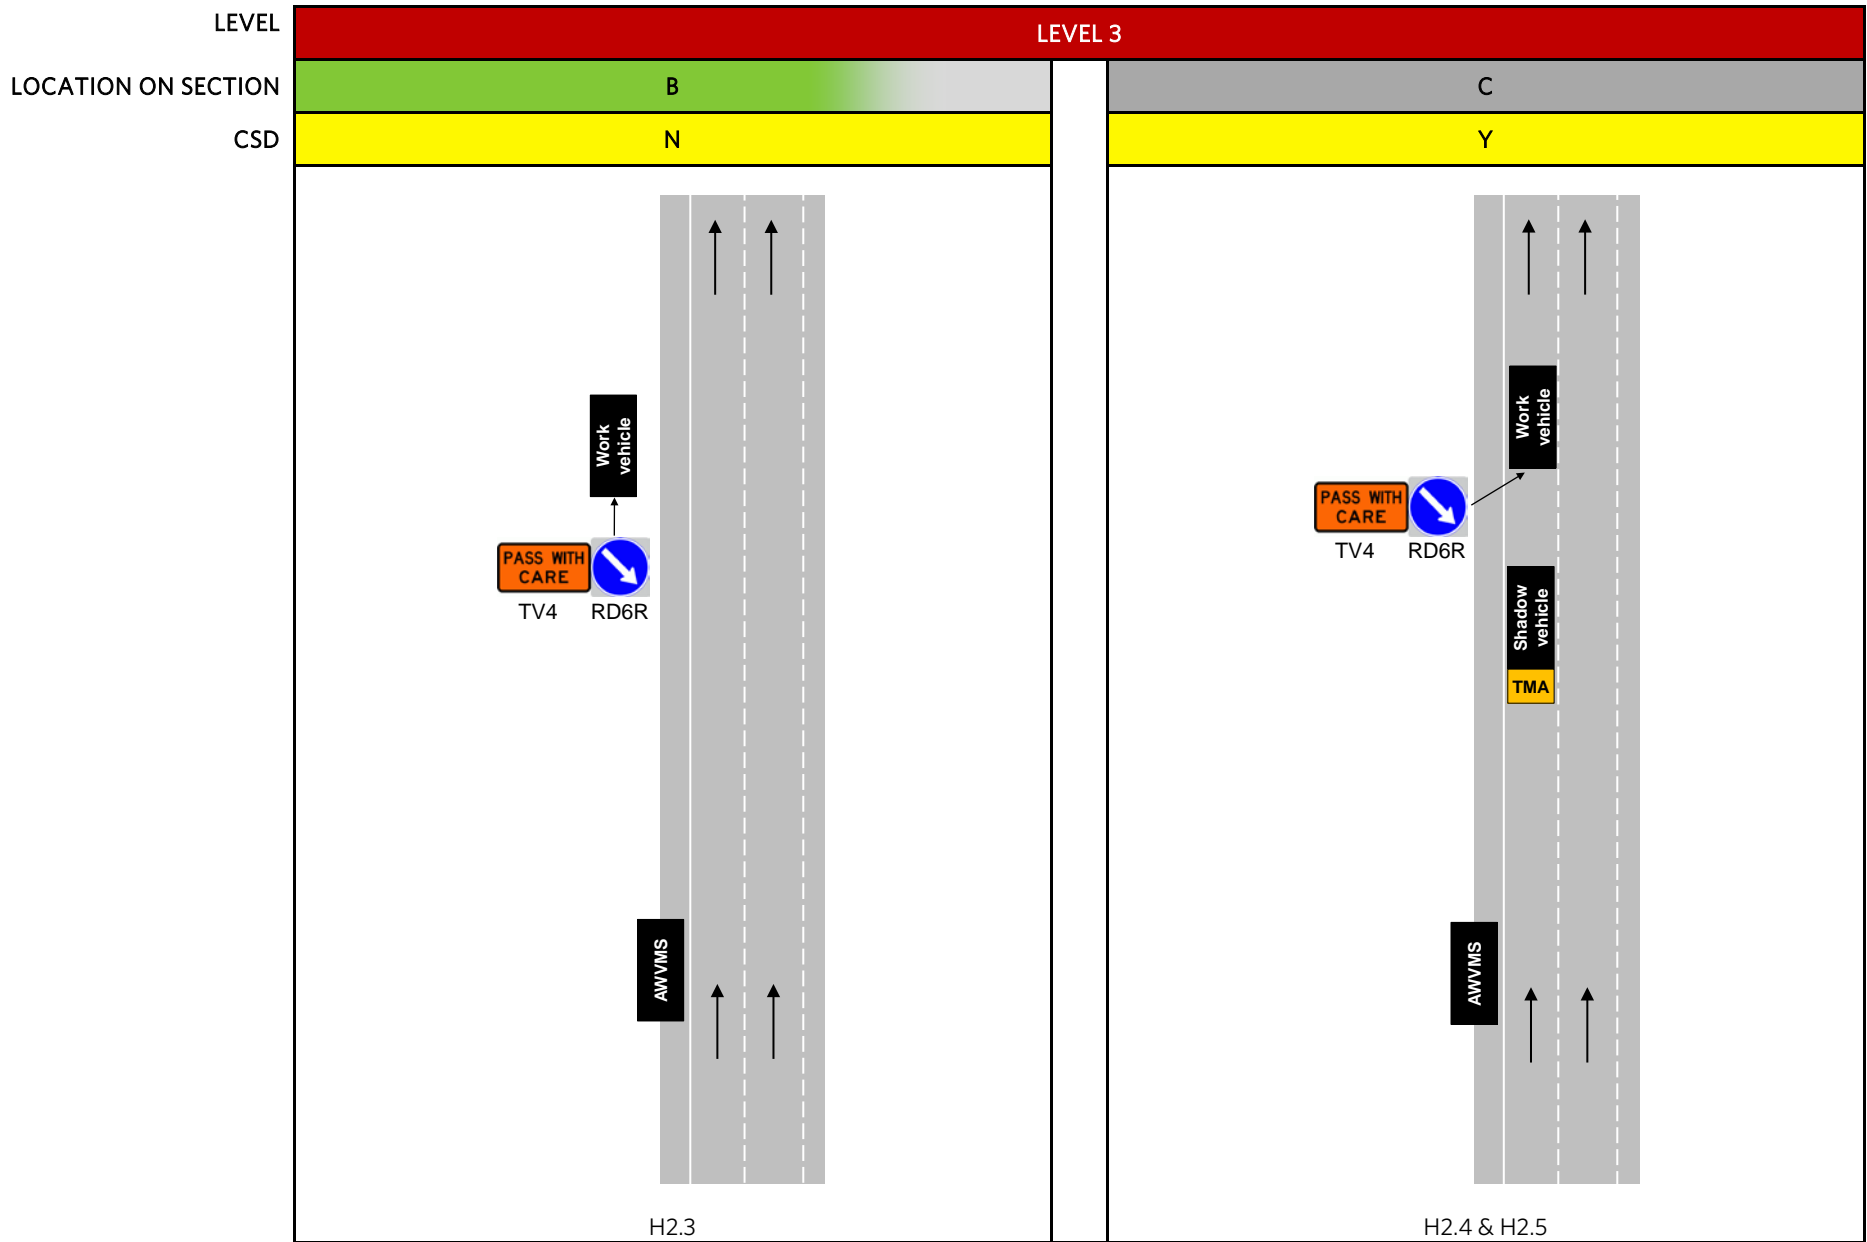 LEVEL
LEVEL 3
LOCATION ON SECTION
B
C
CSD
N
Y
Work
vehicle
PASS WITH
CARE
TV4
RD6R
AWVMS
H2.3
Work
vehicle
PASS WITH
CARE
TV4
RD6R
Shadow
vehicle
TMA
AWVMS
H2.4 & H2.5